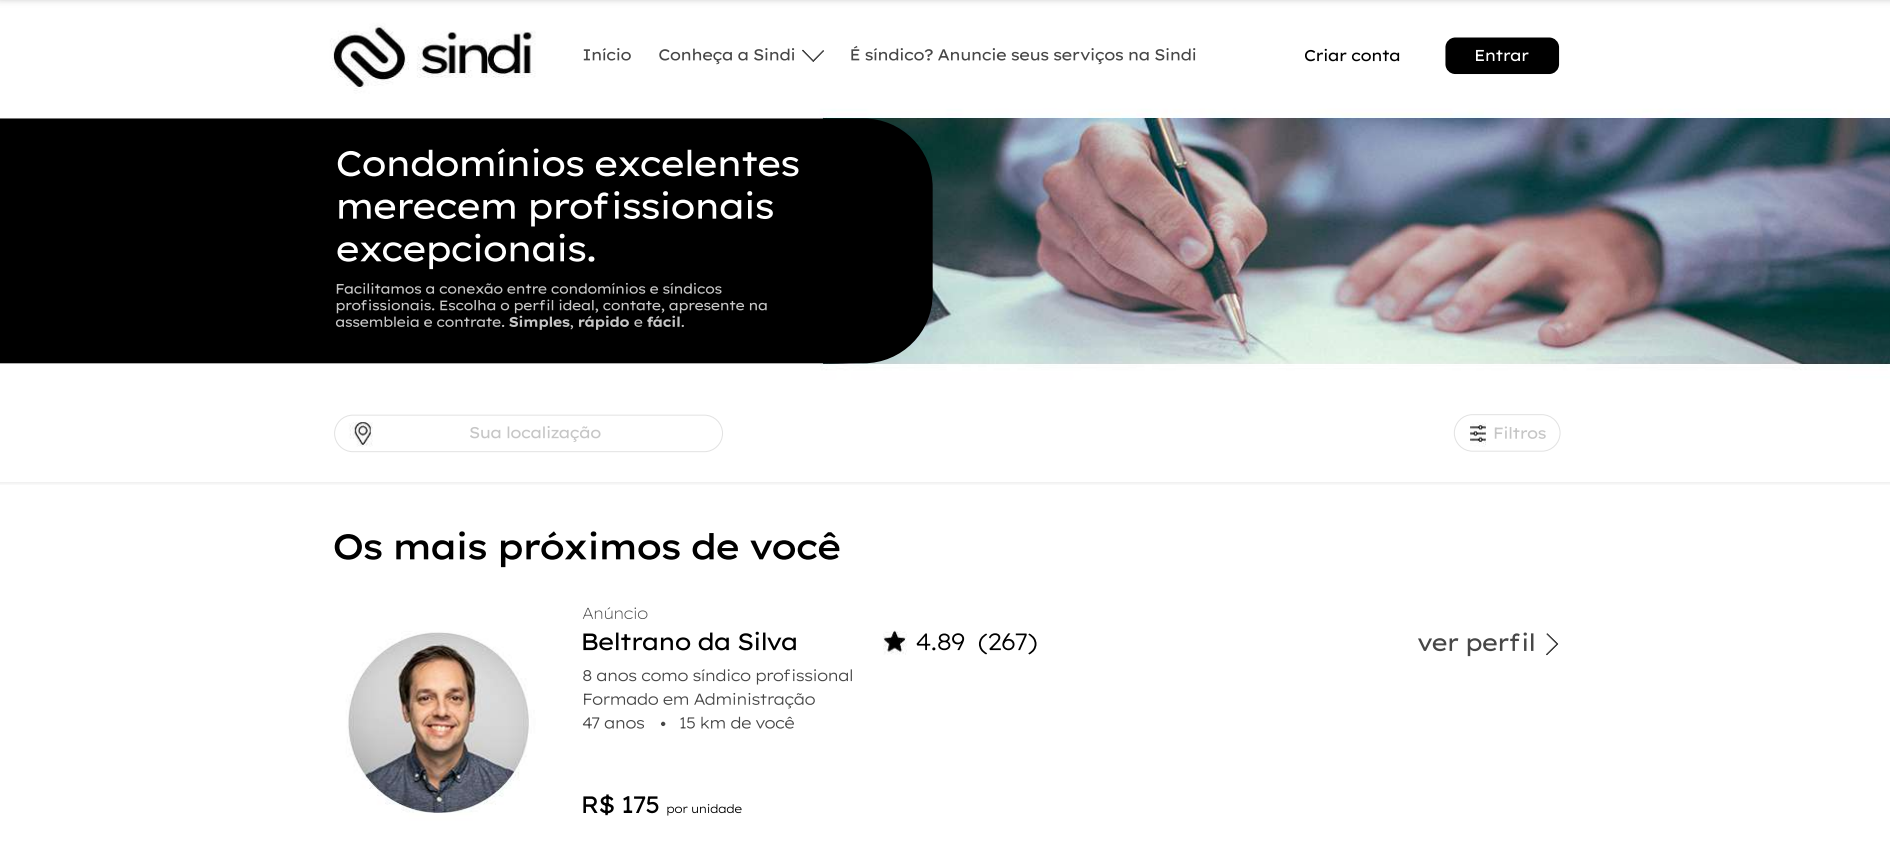 sindi
Início
Conheça a Sindi
É síndico? Anuncie seus serviços na Sindi
Criar conta
Entrar
Condomínios excelentes
merecem profissionais
excepcionais.
Facilitamos a conexão entre condomínios e síndicos
profissionais. Escolha o perfil ideal, contate, apresente na
assembleia e contrate. Simples, rápido e fácil.
Sua localização
Filtros
Os mais próximos de você
Anúncio
Beltrano da Silva
4.89 (267)
ver perfil
8 anos como síndico profissional
Formado em Administração
47 anos • 15 km de você
R$ 175 por unidade